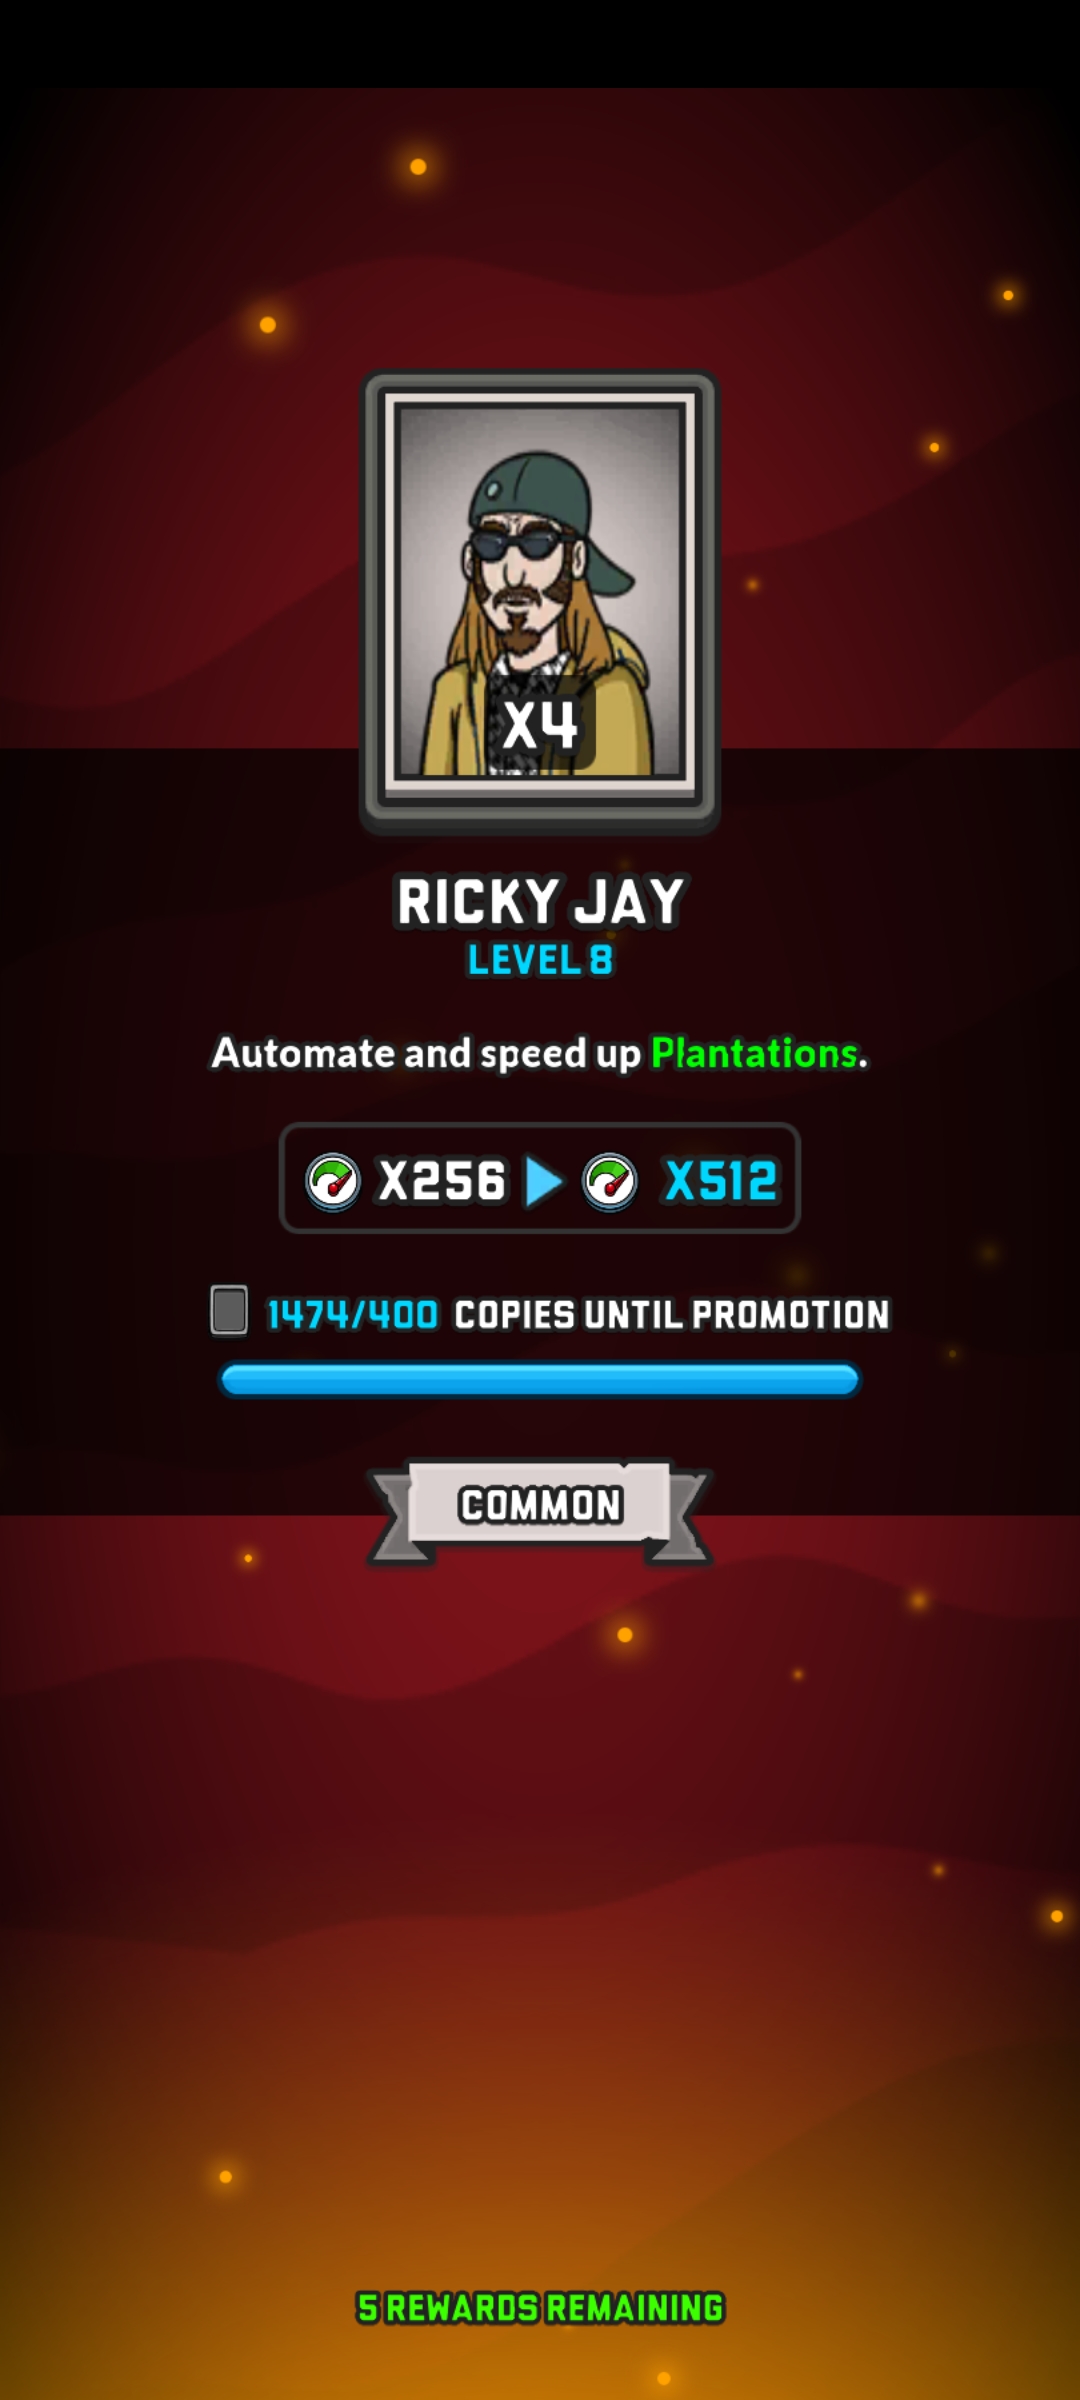 X4
RICKY JAY
LEVEL 8
Automate and speed up Plantations.
X256 X512
1474/400 COPIES UNTIL PROMOTION
COMMON
5 REWARDS REMAINING